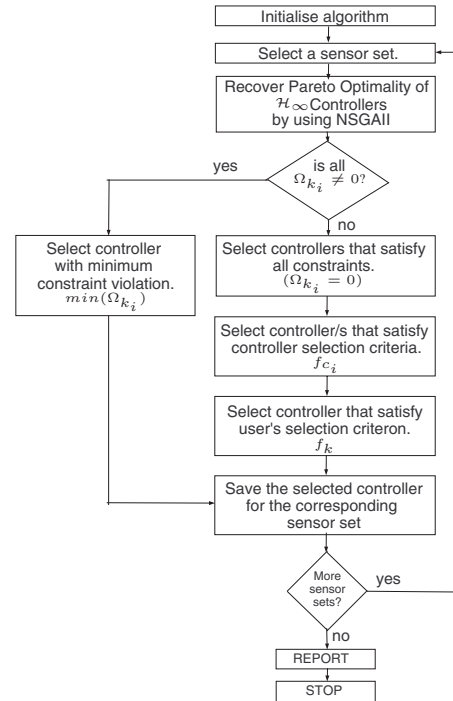 Initialise algorithm
Select a sensor set.
Recover Pareto Optimality of
ℋ∞ Controllers
by using NSGAII
yes
is all
Ωₖᵢ ≠ 0?
no
Select controller
with minimum
constraint violation.
min(Ωₖᵢ)
Select controllers that satisfy
all constraints.
(Ωₖᵢ = 0)
Select controller/s that satisfy
controller selection criteria.
f꜀ᵢ
Select controller that satisfy
user's selection criteron.
fₖ
Save the selected controller
for the corresponding
sensor set
More
sensor
sets?
yes
no
REPORT
STOP